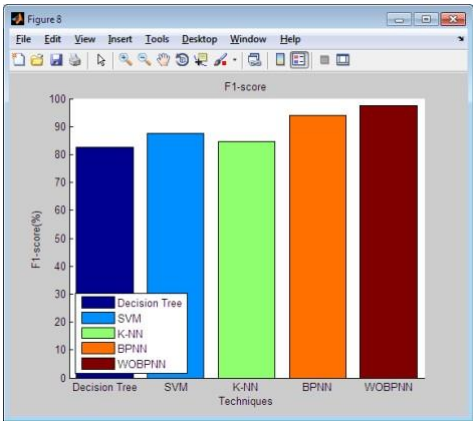 Figure 8
File Edit View Insert Tools Desktop Window Help
F1-score
100
90
80
70
60
50
40
30
20
10
0
F1-score(%)
Decision Tree
SVM
K-NN
BPNN
WOBPNN
Decision Tree SVM K-NN BPNN WOBPNN
Techniques